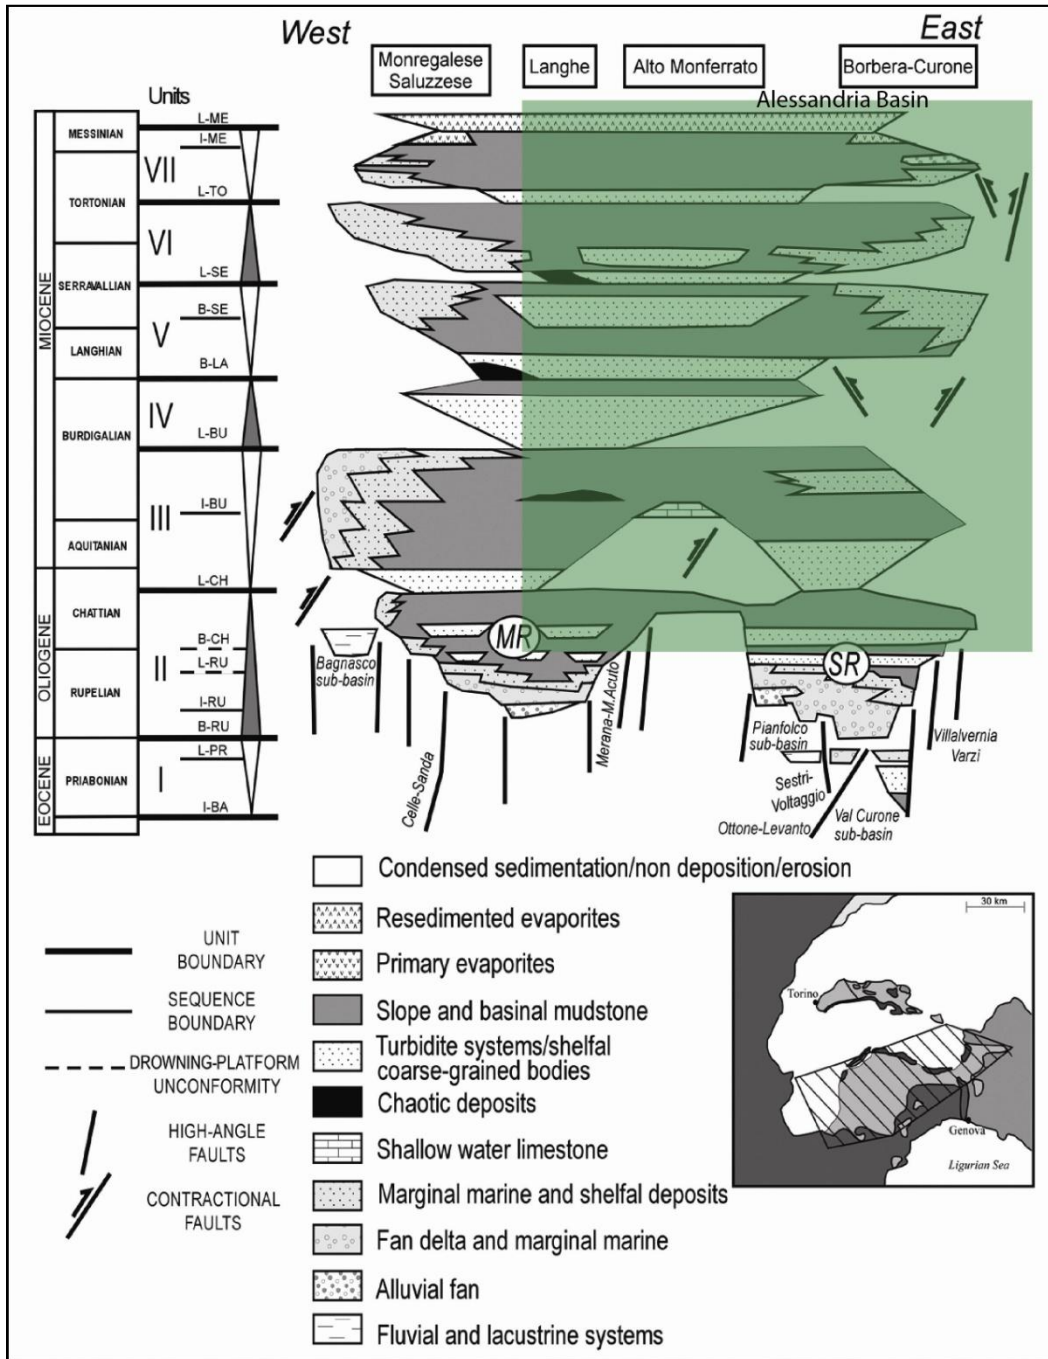 West
East
Monregalese
Saluzzese
Langhe
Alto Monferrato
Borbera-Curone
Alessandria Basin
Units
L-ME
MESSINIAN
I-ME
VII
L-TO
TORTONIAN
VI
L-SE
SERRAVALLIAN
B-SE
V
LANGHIAN
B-LA
MIOCENE
IV
BURDIGALIAN
L-BU
I-BU
III
AQUITANIAN
L-CH
CHATTIAN
B-CH
OLIOGENE
L-RU
II
RUPELIAN
I-RU
B-RU
L-PR
EOCENE
PRIABONIAN
I
I-BA
MR
SR
Bagnasco
sub-basin
Celle-Sanda
Merana-M.Acuto
Pianfolco
sub-basin
Sestri-
Voltaggio
Ottone-Levanto
Val Curone
sub-basin
Villalvernia
Varzi
UNIT
BOUNDARY
SEQUENCE
BOUNDARY
DROWNING-PLATFORM
UNCONFORMITY
HIGH-ANGLE
FAULTS
CONTRACTIONAL
FAULTS
Condensed sedimentation/non deposition/erosion
Resedimented evaporites
Primary evaporites
Slope and basinal mudstone
Turbidite systems/shelfal
coarse-grained bodies
Chaotic deposits
Shallow water limestone
Marginal marine and shelfal deposits
Fan delta and marginal marine
Alluvial fan
Fluvial and lacustrine systems
30 km
Torino
Genova
Ligurian Sea